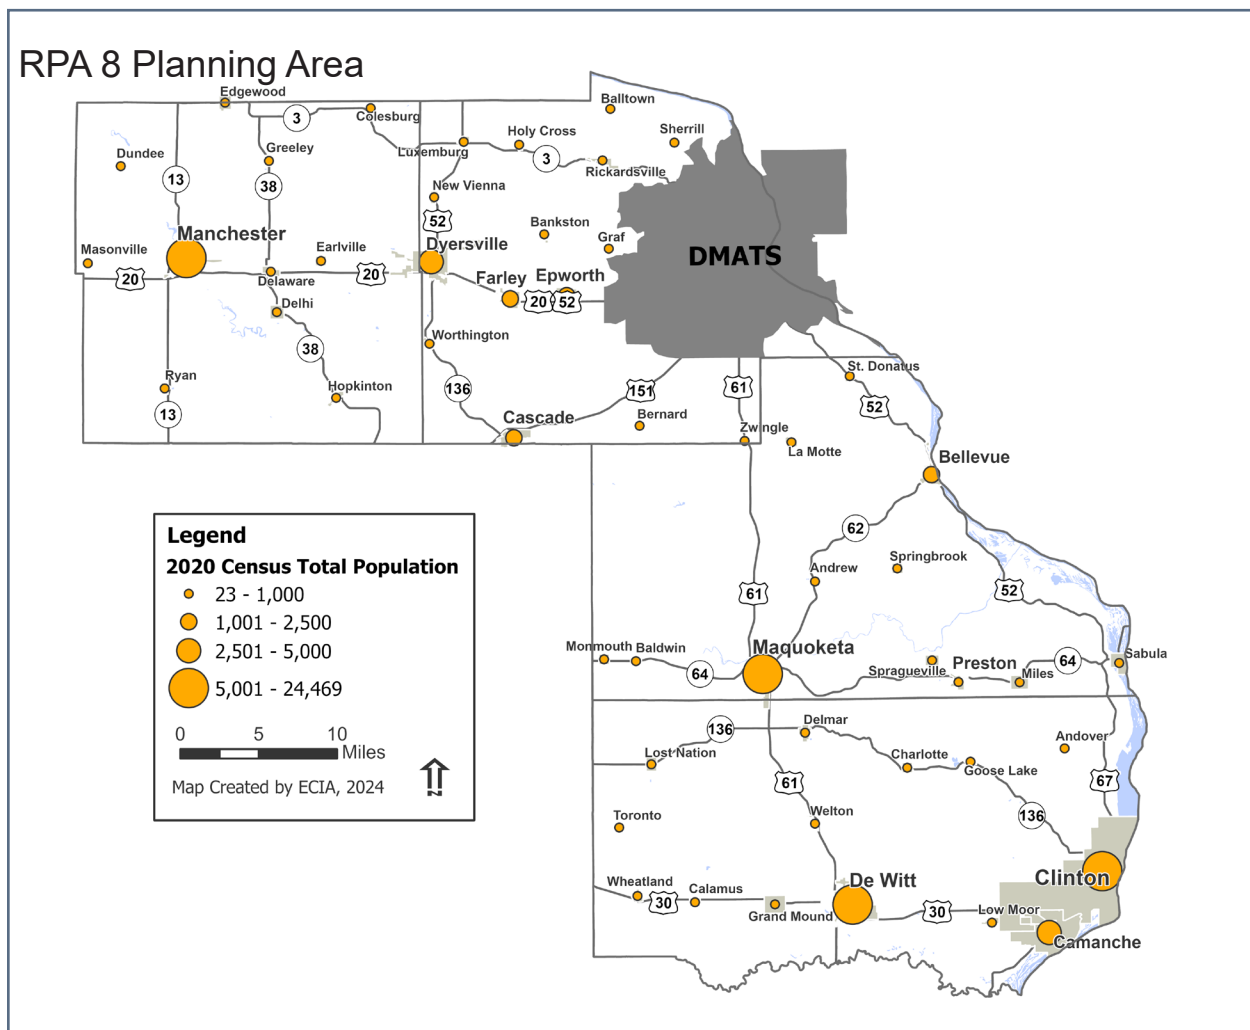 RPA 8 Planning Area
Edgewood
Balltown
3
Colesburg
Holy Cross
Sherrill
Dundee
Greeley
Luxemburg
3
Rickardsville
13
38
New Vienna
52
Bankston
Manchester
Dyersville
Graf
DMATS
Masonville
Earlville
20
Delaware
20
Farley
Epworth
20
52
Delhi
Worthington
38
Ryan
Hopkinton
136
151
61
St. Donatus
13
Cascade
Bernard
52
Zwingle
La Motte
Bellevue
62
Springbrook
Andrew
61
52
Monmouth
Baldwin
Maquoketa
64
Spragueville
Preston
Miles
64
Sabula
136
Delmar
Lost Nation
Charlotte
Goose Lake
Andover
61
67
Toronto
Welton
136
Wheatland
30
Calamus
Grand Mound
De Witt
30
Low Moor
Clinton
Camanche
Legend
2020 Census Total Population
23 - 1,000
1,001 - 2,500
2,501 - 5,000
5,001 - 24,469
0 5 10
Miles
Map Created by ECIA, 2024
N